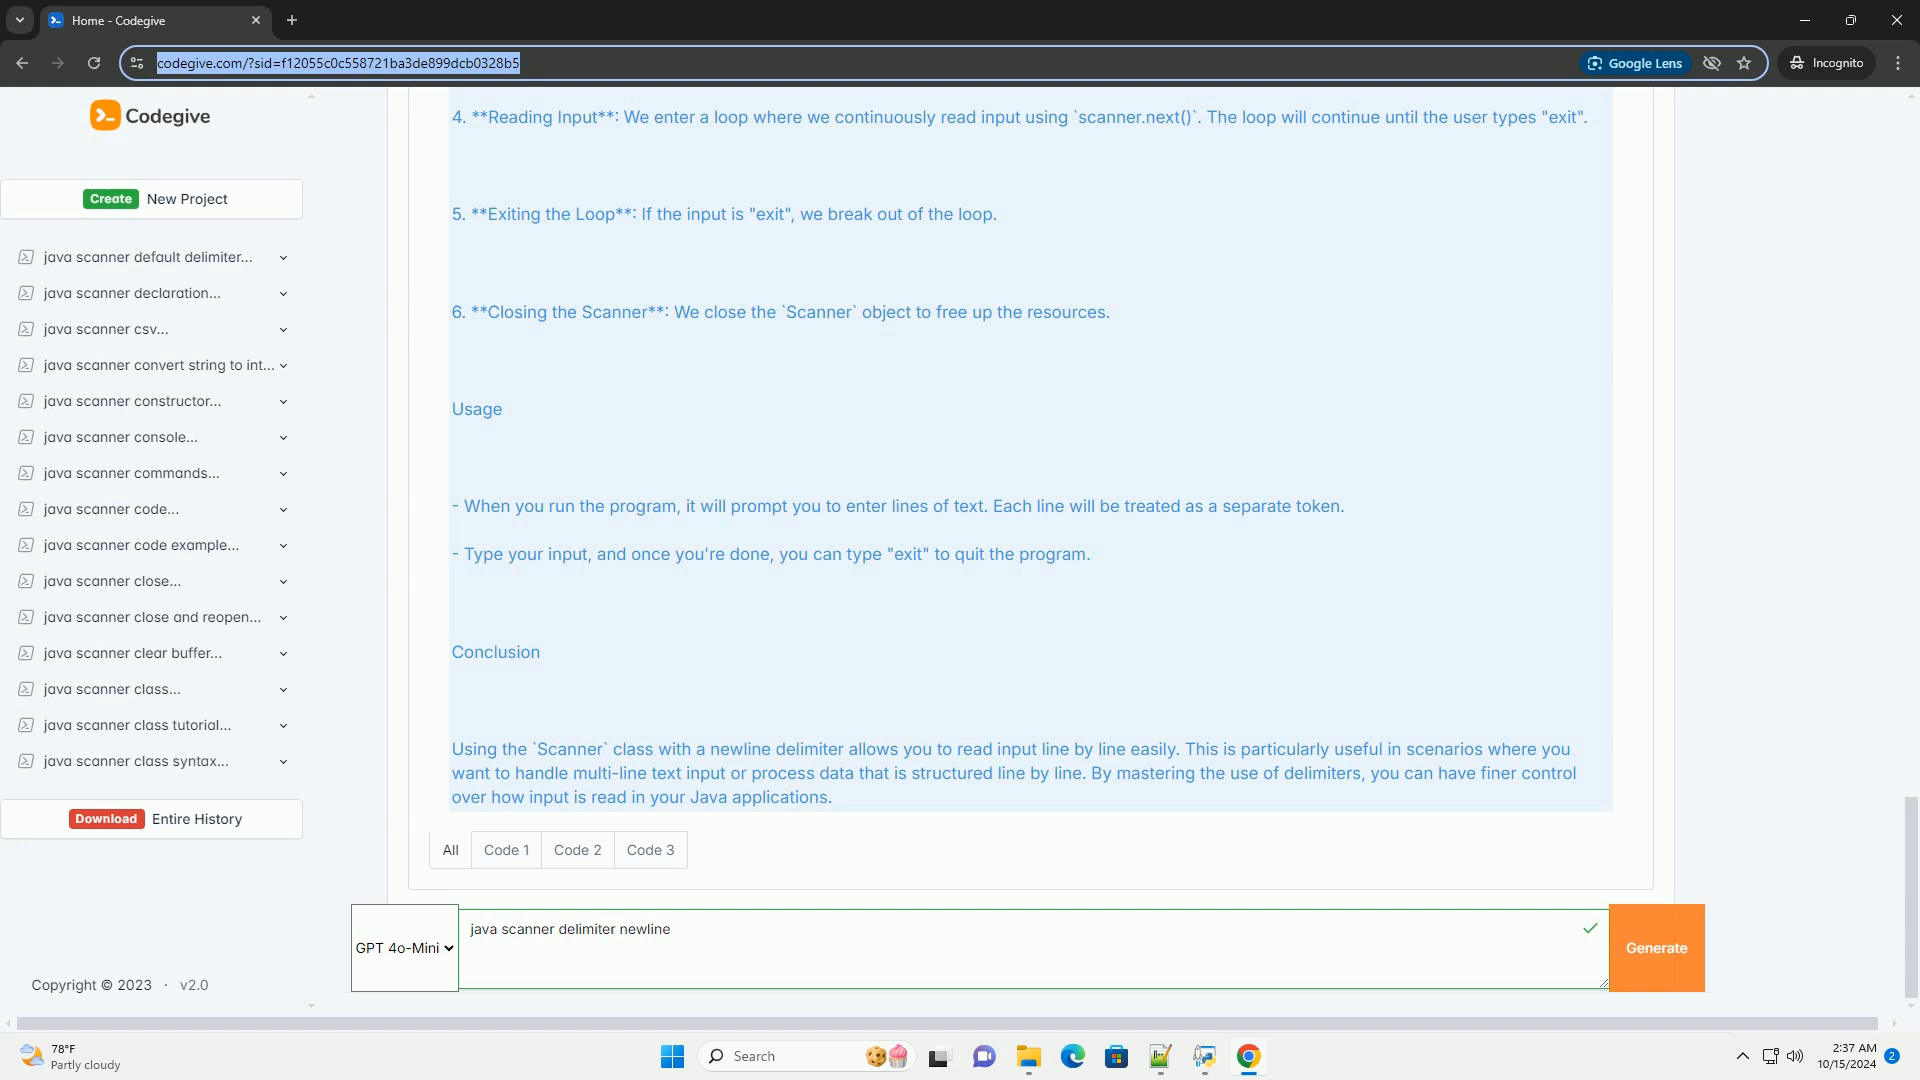 Home - Codegive
codegive.com/?sid=f12055c0c558721ba3de899dcb0328b5
Google Lens
Incognito
Codegive
Create New Project
java scanner default delimiter...
java scanner declaration...
java scanner csv...
java scanner convert string to int...
java scanner constructor...
java scanner console...
java scanner commands...
java scanner code...
java scanner code example...
java scanner close...
java scanner close and reopen...
java scanner clear buffer...
java scanner class...
java scanner class tutorial...
java scanner class syntax...
Download Entire History
Copyright © 2023 · v2.0
4. **Reading Input**: We enter a loop where we continuously read input using `scanner.next()`. The loop will continue until the user types "exit".
5. **Exiting the Loop**: If the input is "exit", we break out of the loop.
6. **Closing the Scanner**: We close the `Scanner` object to free up the resources.
Usage
- When you run the program, it will prompt you to enter lines of text. Each line will be treated as a separate token.
- Type your input, and once you're done, you can type "exit" to quit the program.
Conclusion
Using the `Scanner` class with a newline delimiter allows you to read input line by line easily. This is particularly useful in scenarios where you
want to handle multi-line text input or process data that is structured line by line. By mastering the use of delimiters, you can have finer control
over how input is read in your Java applications.
All Code 1 Code 2 Code 3
GPT 4o-Mini
java scanner delimiter newline
Generate
78°F
Partly cloudy
Search
2:37 AM
10/15/2024
2